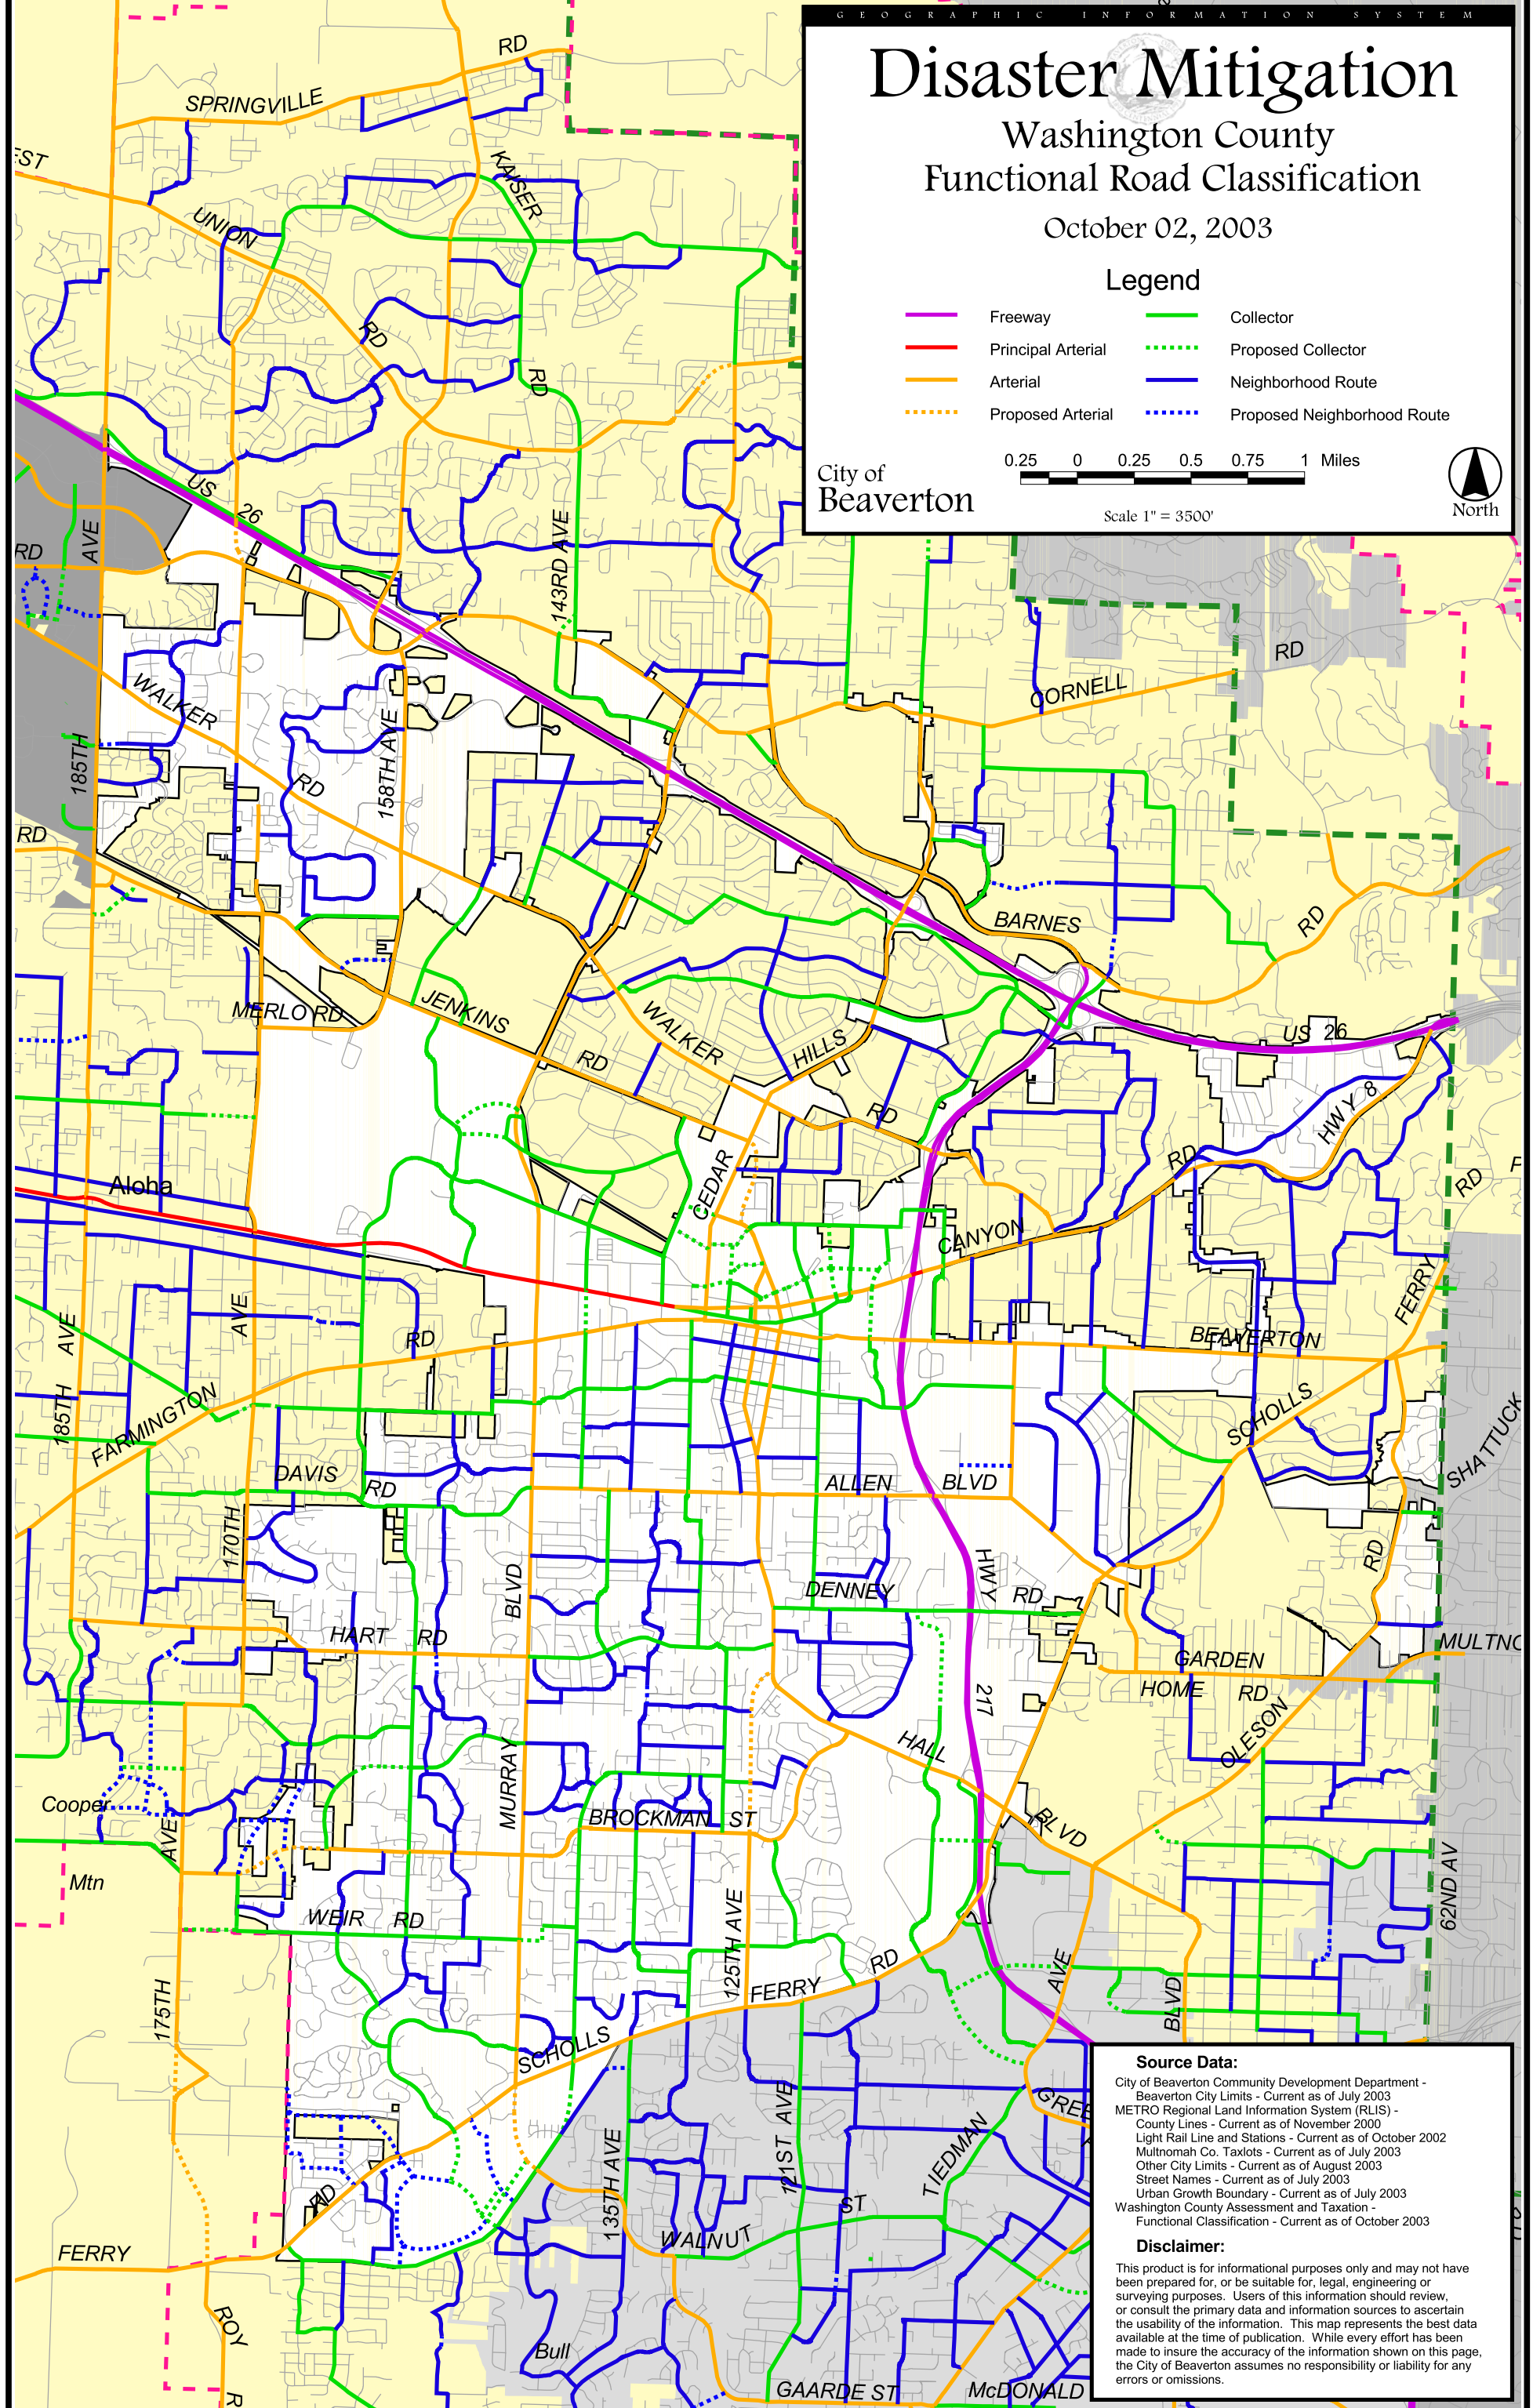 GEOGRAPHIC INFORMATION SYSTEM
Disaster Mitigation
Washington County
Functional Road Classification
October 02, 2003
Legend
Freeway
Collector
Principal Arterial
Proposed Collector
Arterial
Neighborhood Route
Proposed Arterial
Proposed Neighborhood Route
0.25 0 0.25 0.5 0.75 1 Miles
City of
Beaverton
Scale 1" = 3500'
North
RD
SPRINGVILLE
EST
KAISER
UNION
RD
RD
US
26
AVE
RD
143RD AVE
RD
CORNELL
WALKER
158TH AVE
185TH
RD
RD
BARNES
RD
MERLO RD
JENKINS
WALKER
RD
HILLS
US 26
HWY 8
RD
RD
RD
Aloha
CEDAR
CANYON
FERRY
AVE
AVE
RD
BEAVERTON
185TH
FARMINGTON
SCHOLLS
SHATTUCK
DAVIS
RD
ALLEN BLVD
170TH
BLVD
HWY
RD
DENNEY
RD
HART RD
GARDEN
MULTNO
HOME RD
217
OLESON
HALL
MURRAY
Cooper
BROCKMAN ST
BLVD
AVE
Mtn
62ND AV
WEIR RD
125TH AVE
RD
AVE
FERRY
BLVD
175TH
SCHOLLS
GREE
121ST AVE
TIEDMAN
135TH AVE
RD
ST
WALNUT
FERRY
ROY
Bull
GAARDE ST
McDONALD
R
Source Data:
City of Beaverton Community Development Department -
Beaverton City Limits - Current as of July 2003
METRO Regional Land Information System (RLIS) -
County Lines - Current as of November 2000
Light Rail Line and Stations - Current as of October 2002
Multnomah Co. Taxlots - Current as of July 2003
Other City Limits - Current as of August 2003
Street Names - Current as of July 2003
Urban Growth Boundary - Current as of July 2003
Washington County Assessment and Taxation -
Functional Classification - Current as of October 2003
Disclaimer:
This product is for informational purposes only and may not have
been prepared for, or be suitable for, legal, engineering or
surveying purposes. Users of this information should review,
or consult the primary data and information sources to ascertain
the usability of the information. This map represents the best data
available at the time of publication. While every effort has been
made to insure the accuracy of the information shown on this page,
the City of Beaverton assumes no responsibility or liability for any
errors or omissions.